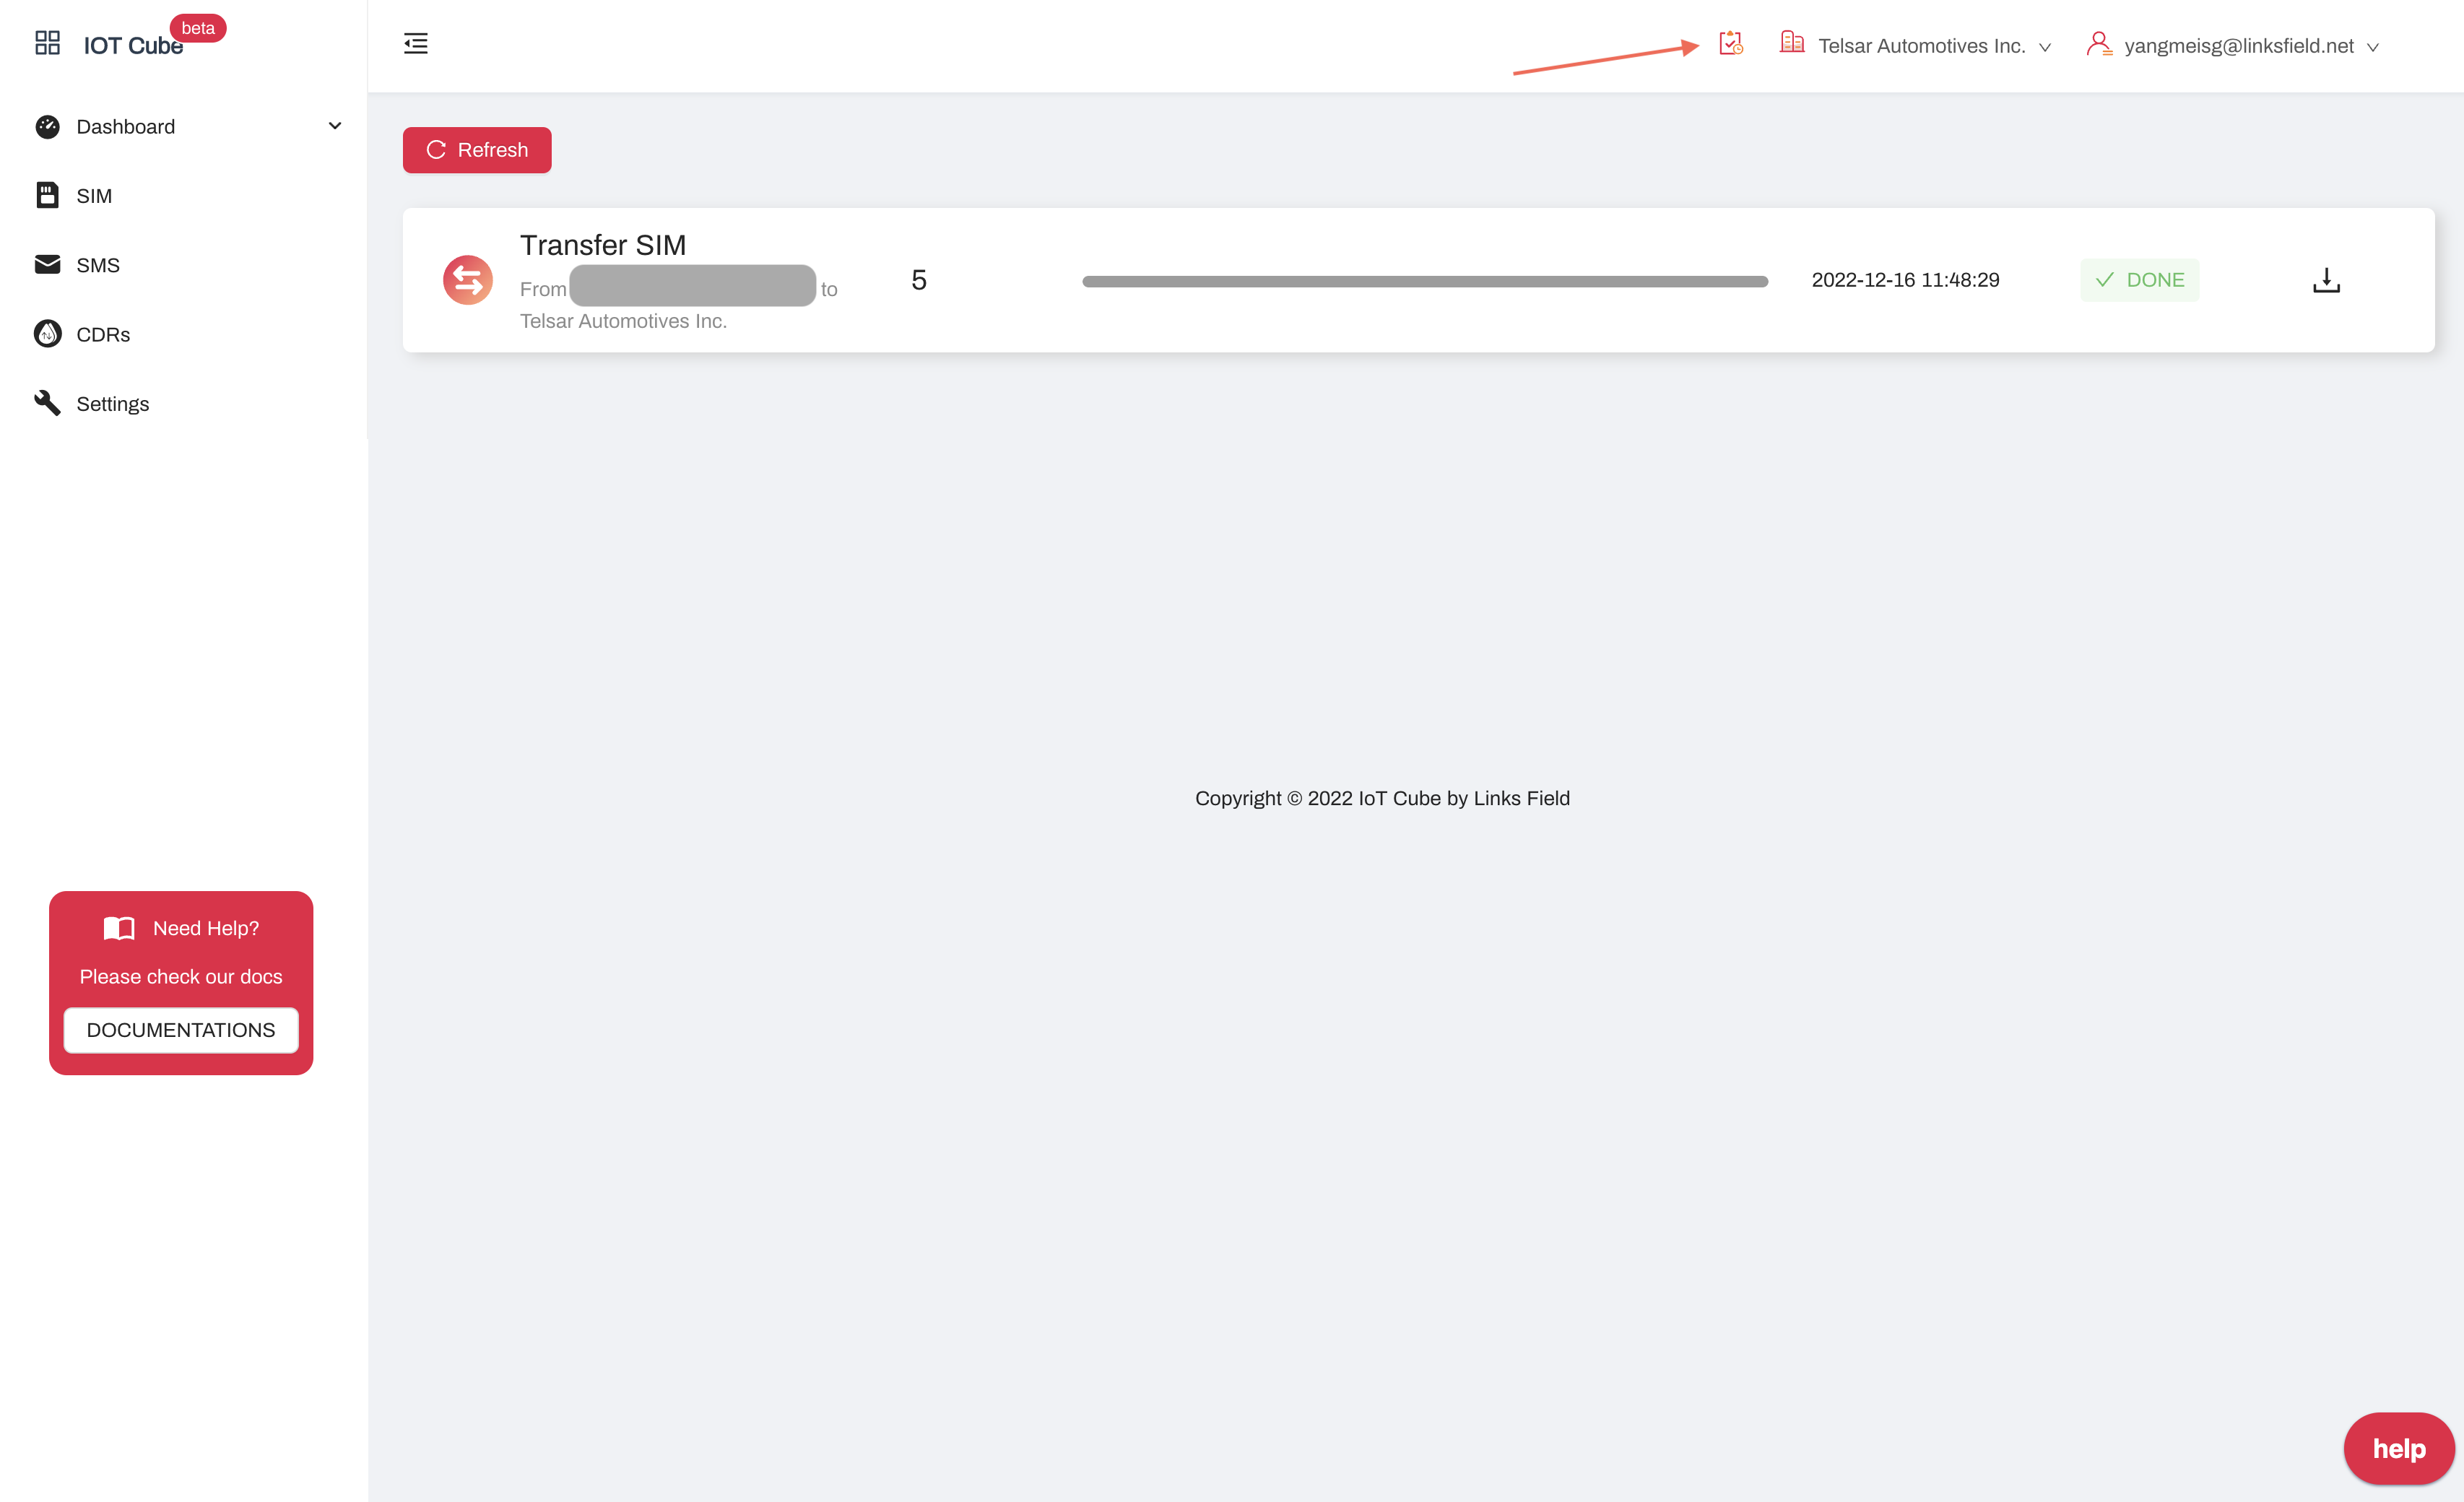 IOT Cube
beta
Telsar Automotives Inc.
yangmeisg@linksfield.net
Dashboard
SIM
SMS
CDRs
Settings
Refresh
Transfer SIM
From to
Telsar Automotives Inc.
5
2022-12-16 11:48:29
DONE
Copyright © 2022 IoT Cube by Links Field
Need Help?
Please check our docs
DOCUMENTATIONS
help